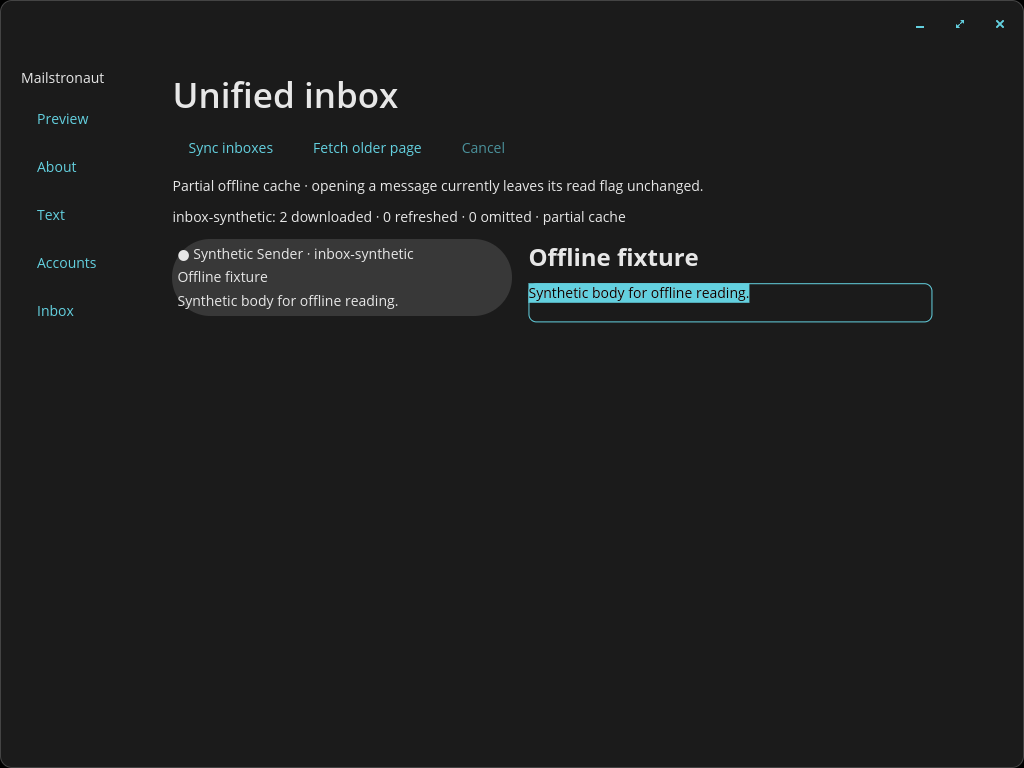 Mailstronaut
Preview
About
Text
Accounts
Inbox
Unified inbox
Sync inboxes Fetch older page Cancel
Partial offline cache · opening a message currently leaves its read flag unchanged.
inbox-synthetic: 2 downloaded · 0 refreshed · 0 omitted · partial cache
● Synthetic Sender · inbox-synthetic
Offline fixture
Synthetic body for offline reading.
Offline fixture
Synthetic body for offline reading.